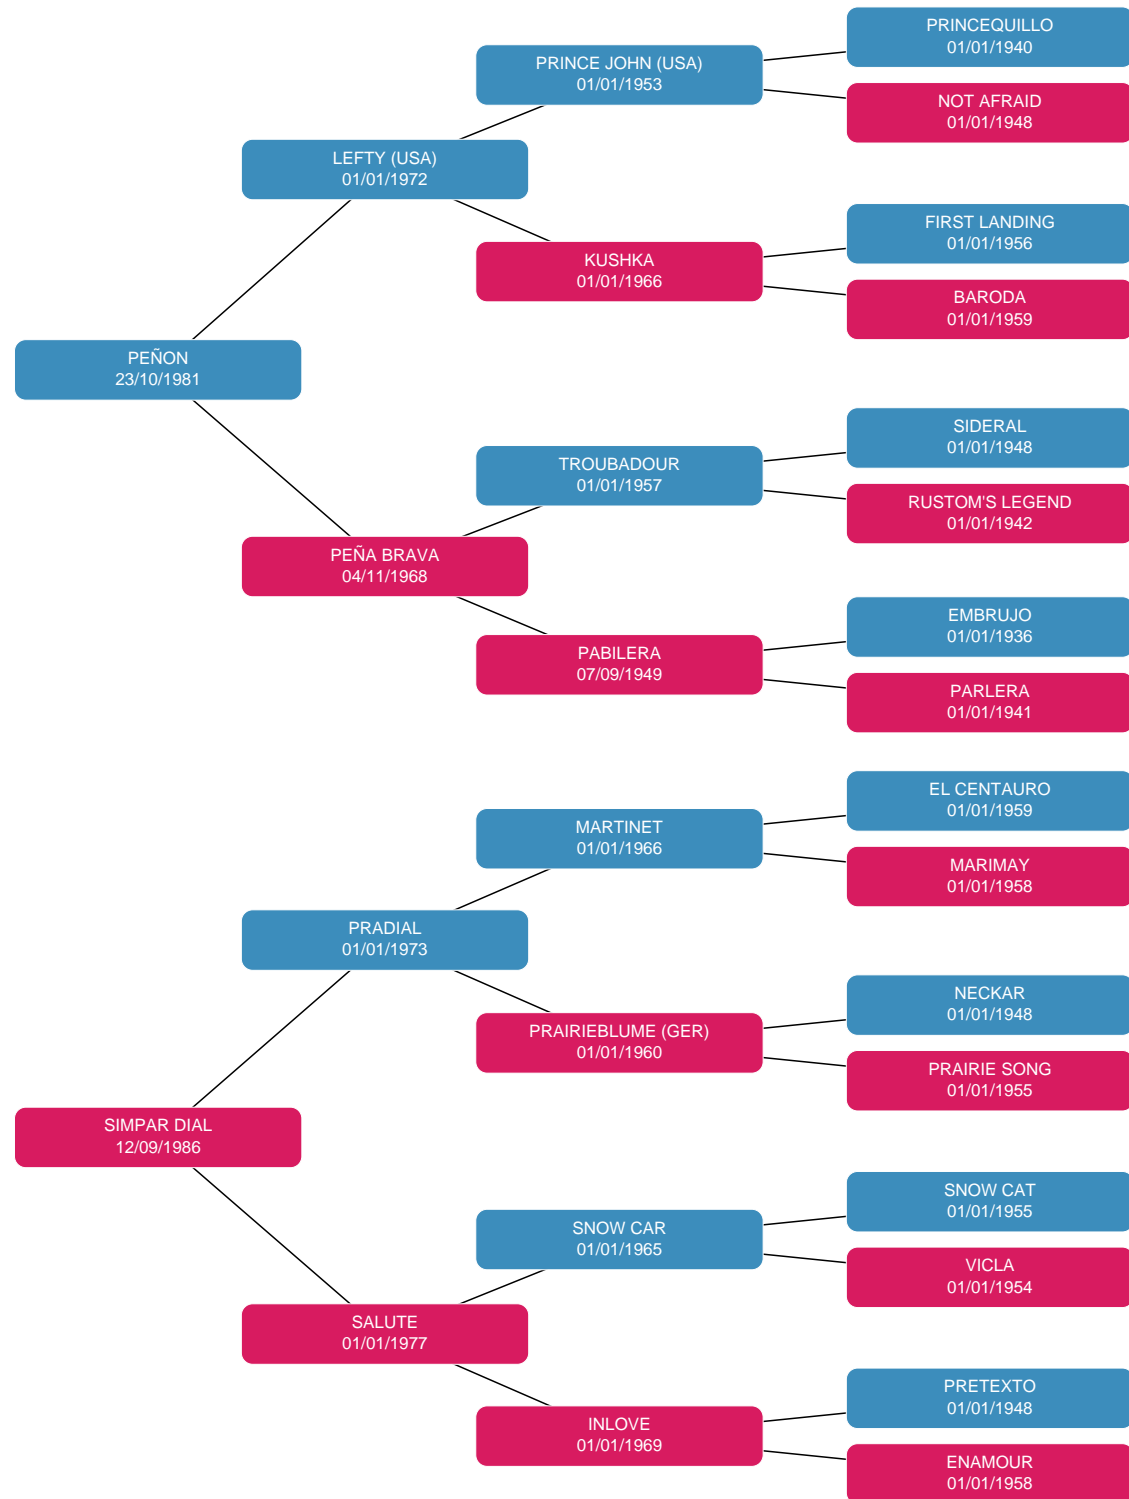 PRINCEQUILLO
01/01/1940
PRINCE JOHN (USA)
01/01/1953
NOT AFRAID
01/01/1948
LEFTY (USA)
01/01/1972
FIRST LANDING
01/01/1956
KUSHKA
01/01/1966
BARODA
01/01/1959
PEÑON
23/10/1981
SIDERAL
01/01/1948
TROUBADOUR
01/01/1957
RUSTOM'S LEGEND
01/01/1942
PEÑA BRAVA
04/11/1968
EMBRUJO
01/01/1936
PABILERA
07/09/1949
PARLERA
01/01/1941
EL CENTAURO
01/01/1959
MARTINET
01/01/1966
MARIMAY
01/01/1958
PRADIAL
01/01/1973
NECKAR
01/01/1948
PRAIRIEBLUME (GER)
01/01/1960
PRAIRIE SONG
01/01/1955
SIMPAR DIAL
12/09/1986
SNOW CAT
01/01/1955
SNOW CAR
01/01/1965
VICLA
01/01/1954
SALUTE
01/01/1977
PRETEXTO
01/01/1948
INLOVE
01/01/1969
ENAMOUR
01/01/1958